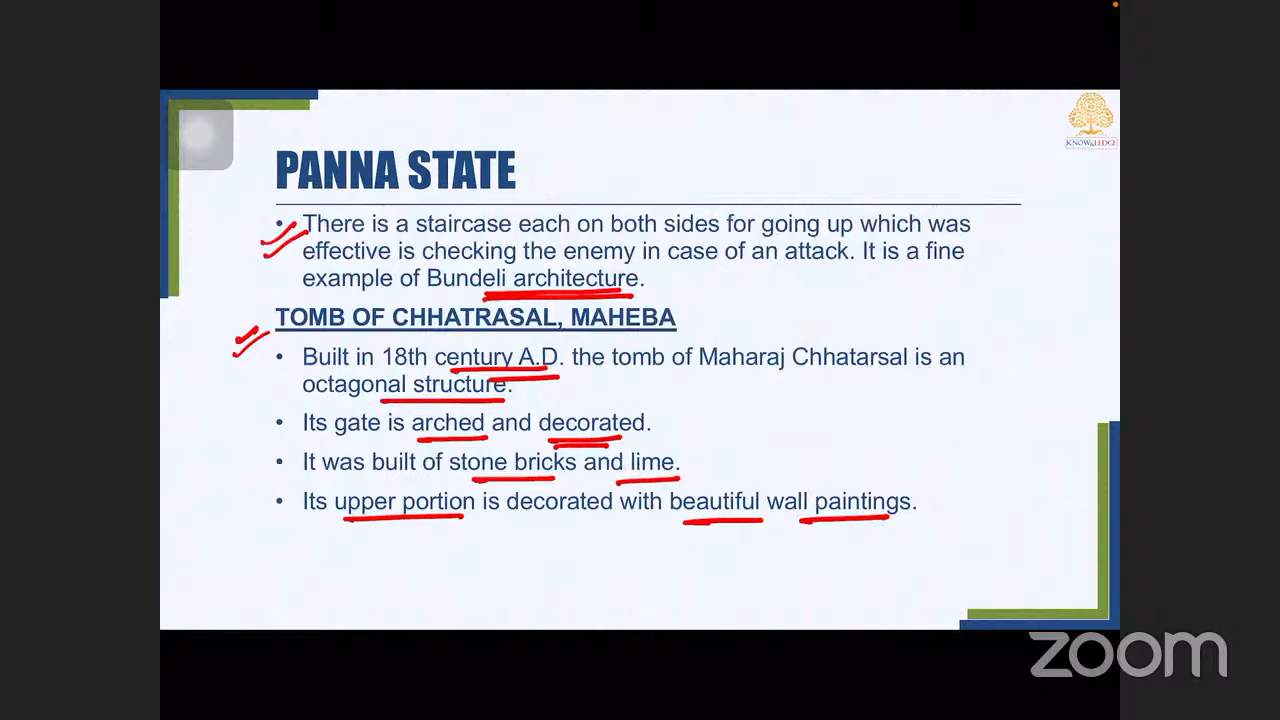 KNOW&LEDGE
PANNA STATE
• There is a staircase each on both sides for going up which was
effective is checking the enemy in case of an attack. It is a fine
example of Bundeli architecture.
TOMB OF CHHATRASAL, MAHEBA
• Built in 18th century A.D. the tomb of Maharaj Chhatarsal is an
octagonal structure.
• Its gate is arched and decorated.
• It was built of stone bricks and lime.
• Its upper portion is decorated with beautiful wall paintings.
zoom